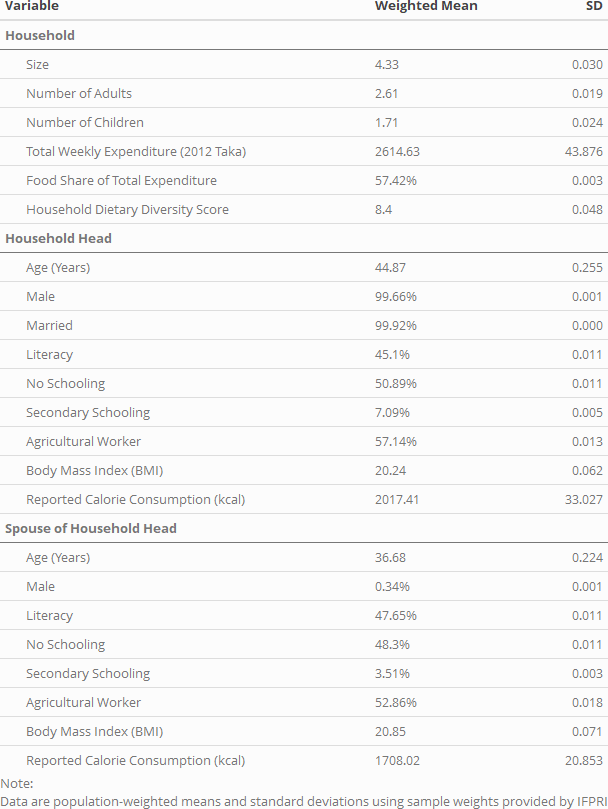 Variable Weighted Mean SD
Household
Size 4.33 0.030
Number of Adults 2.61 0.019
Number of Children 1.71 0.024
Total Weekly Expenditure (2012 Taka) 2614.63 43.876
Food Share of Total Expenditure 57.42% 0.003
Household Dietary Diversity Score 8.4 0.048
Household Head
Age (Years) 44.87 0.255
Male 99.66% 0.001
Married 99.92% 0.000
Literacy 45.1% 0.011
No Schooling 50.89% 0.011
Secondary Schooling 7.09% 0.005
Agricultural Worker 57.14% 0.013
Body Mass Index (BMI) 20.24 0.062
Reported Calorie Consumption (kcal) 2017.41 33.027
Spouse of Household Head
Age (Years) 36.68 0.224
Male 0.34% 0.001
Literacy 47.65% 0.011
No Schooling 48.3% 0.011
Secondary Schooling 3.51% 0.003
Agricultural Worker 52.86% 0.018
Body Mass Index (BMI) 20.85 0.071
Reported Calorie Consumption (kcal) 1708.02 20.853
Note:
Data are population-weighted means and standard deviations using sample weights provided by IFPRI